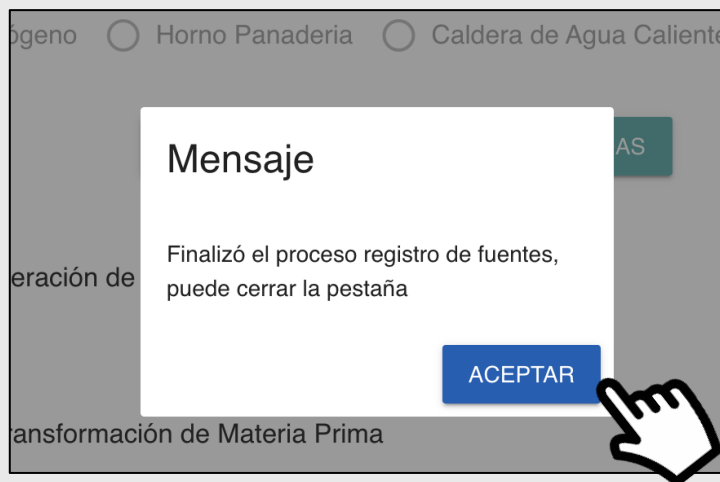 ógeno Horno Panaderia Caldera de Agua Caliente
Mensaje
AS
Finalizó el proceso registro de fuentes,
eración de
puede cerrar la pestaña
ACEPTAR
ransformación de Materia Prima